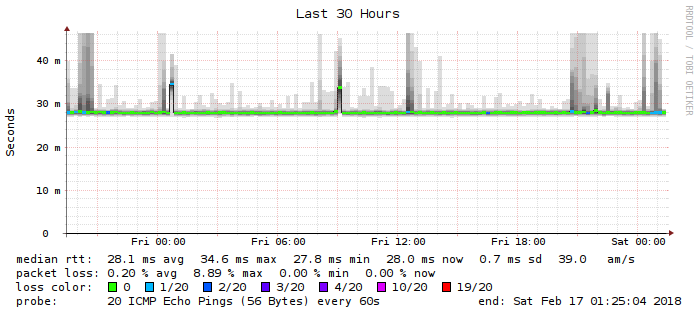 Last 30 Hours
RRDTOOL / TOBI OETIKER
Seconds
40 m
30 m
20 m
10 m
0
Fri 00:00 Fri 06:00 Fri 12:00 Fri 18:00 Sat 00:00
median rtt: 28.1 ms avg 34.6 ms max 27.8 ms min 28.0 ms now 0.7 ms sd 39.0 am/s
packet loss: 0.20 % avg 8.89 % max 0.00 % min 0.00 % now
loss color: 0 1/20 2/20 3/20 4/20 10/20 19/20
probe: 20 ICMP Echo Pings (56 Bytes) every 60s end: Sat Feb 17 01:25:04 2018